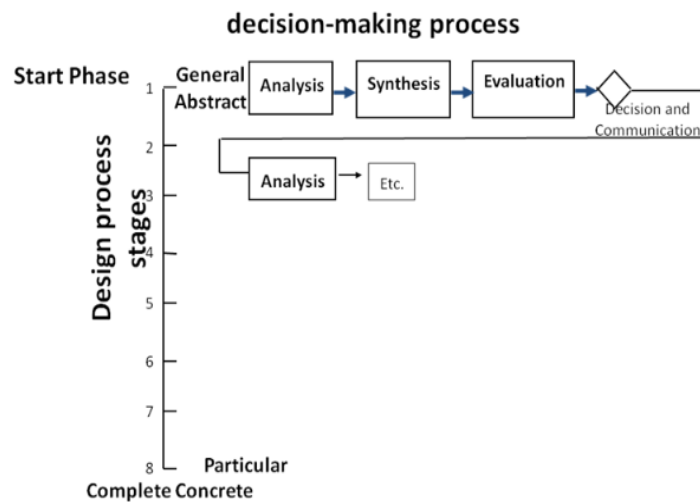 decision-making process
Start Phase
1
General
Abstract
Analysis
Synthesis
Evaluation
Decision and
Communication
Design process
stages
2
3
Analysis
Etc.
4
5
6
7
8
Particular
Complete Concrete